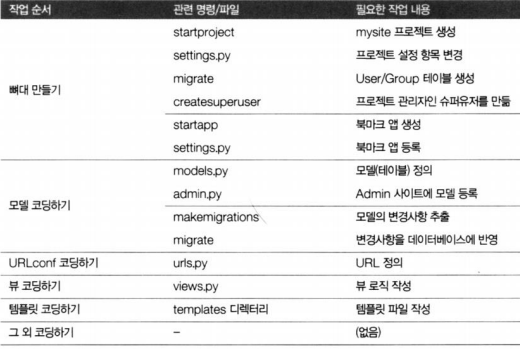 작업 순서 관련 명령/파일 필요한 작업 내용
startproject mysite 프로젝트 생성
settings.py 프로젝트 설정 항목 변경
뼈대 만들기 migrate User/Group 테이블 생성
createsuperuser 프로젝트 관리자인 슈퍼유저를 만듦
startapp 북마크 앱 생성
settings.py 북마크 앱 등록
models.py 모델(테이블) 정의
모델 코딩하기 admin.py Admin 사이트에 모델 등록
makemigrations 모델의 변경사항 추출
migrate 변경사항을 데이터베이스에 반영
URLconf 코딩하기 urls.py URL 정의
뷰 코딩하기 views.py 뷰 로직 작성
템플릿 코딩하기 templates 디렉터리 템플릿 파일 작성
그 외 코딩하기 – (없음)